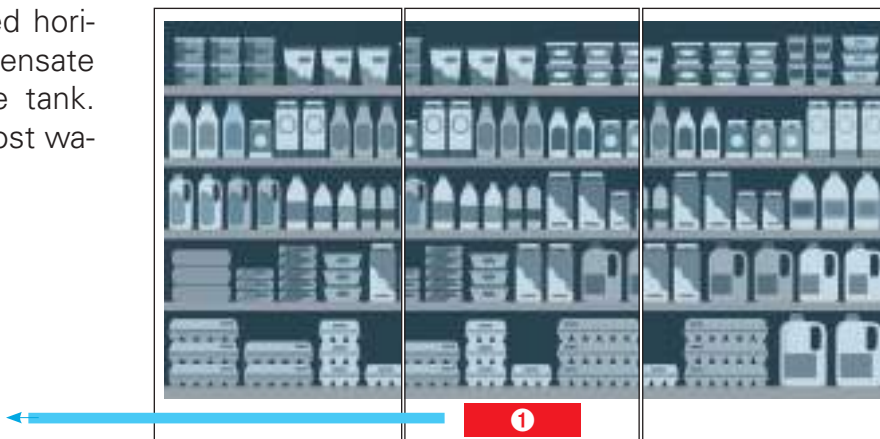 ed hori-
ensate
e tank.
ost wa-
1